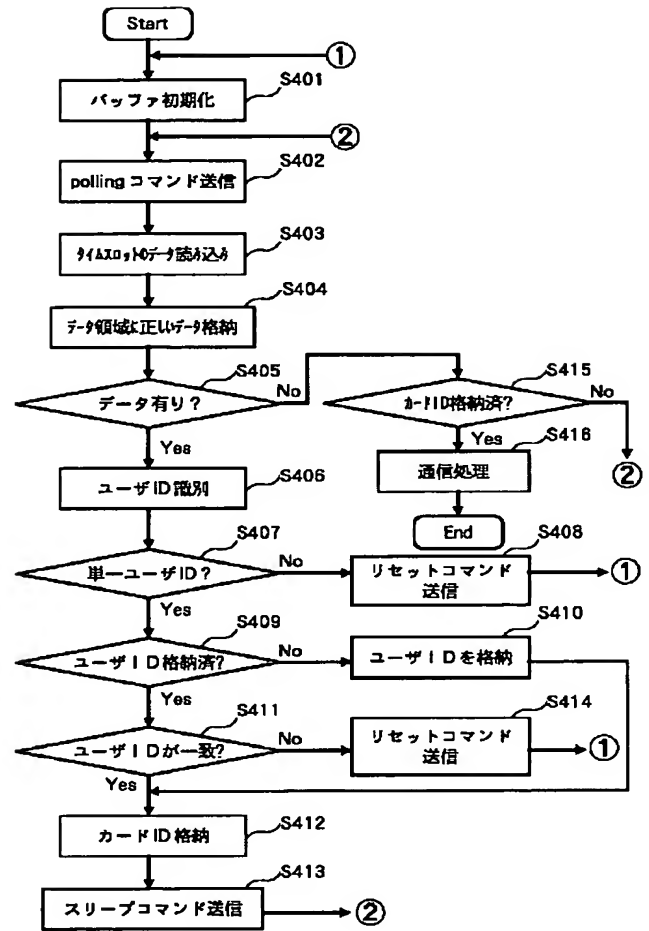 Start
①
S401
バッファ初期化
②
S402
pollingコマンド送信
S403
タイムスロットのデータ読み込み
S404
データ領域に正しいデータ格納
S405
データ有り?
No
S415
カードID格納済?
No
Yes
Yes
S416
通信処理
②
S406
ユーザID識別
End
S407
単一ユーザID?
No
S408
リセットコマンド
送信
①
Yes
S409
ユーザID格納済?
No
S410
ユーザIDを格納
Yes
S411
ユーザIDが一致?
No
S414
リセットコマンド
送信
①
Yes
S412
カードID格納
S413
スリープコマンド送信
②